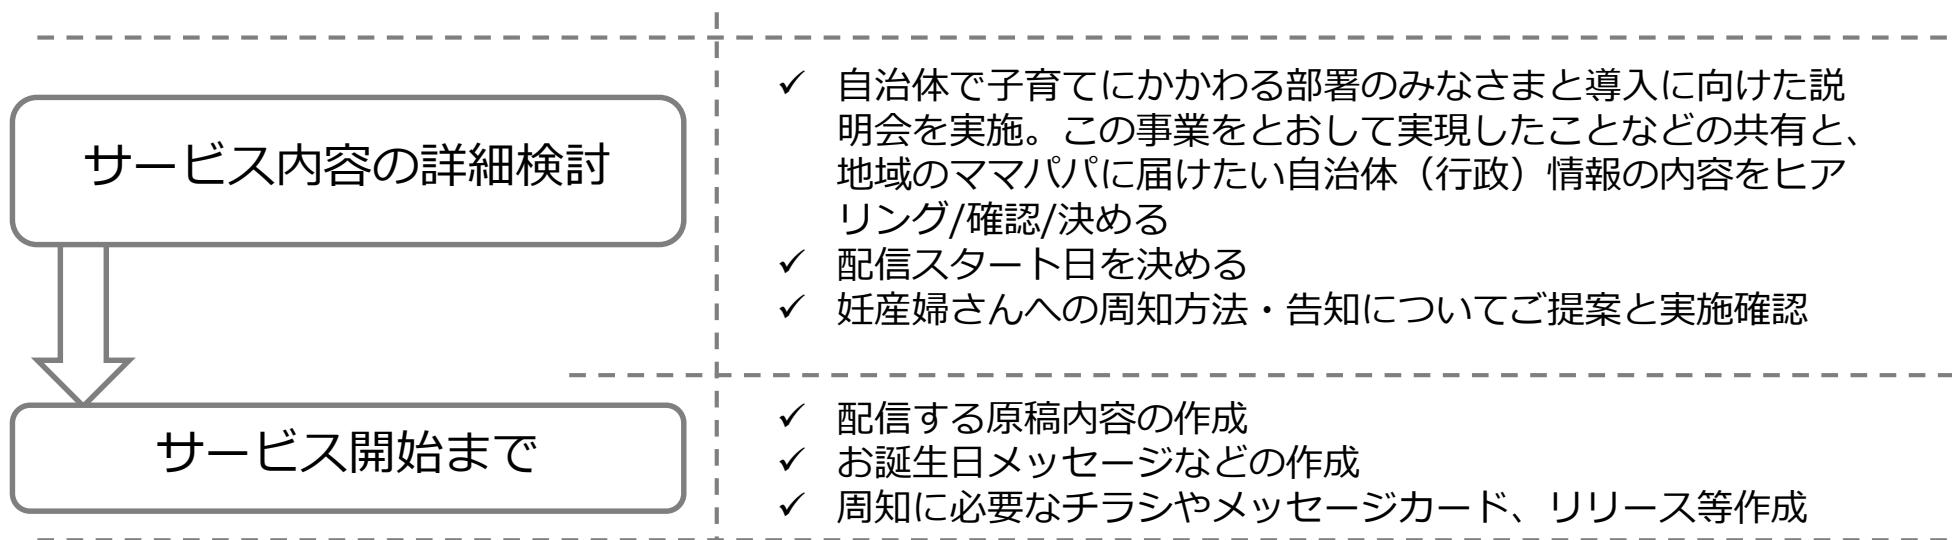 サービス内容の詳細検討
✓ 自治体で子育てにかかわる部署のみなさまと導入に向けた説
明会を実施。この事業をとおして実現したことなどの共有と、
地域のママパパに届けたい自治体（行政）情報の内容をヒア
リング/確認/決める
✓ 配信スタート日を決める
✓ 妊産婦さんへの周知方法・告知についてご提案と実施確認
サービス開始まで
✓ 配信する原稿内容の作成
✓ お誕生日メッセージなどの作成
✓ 周知に必要なチラシやメッセージカード、リリース等作成